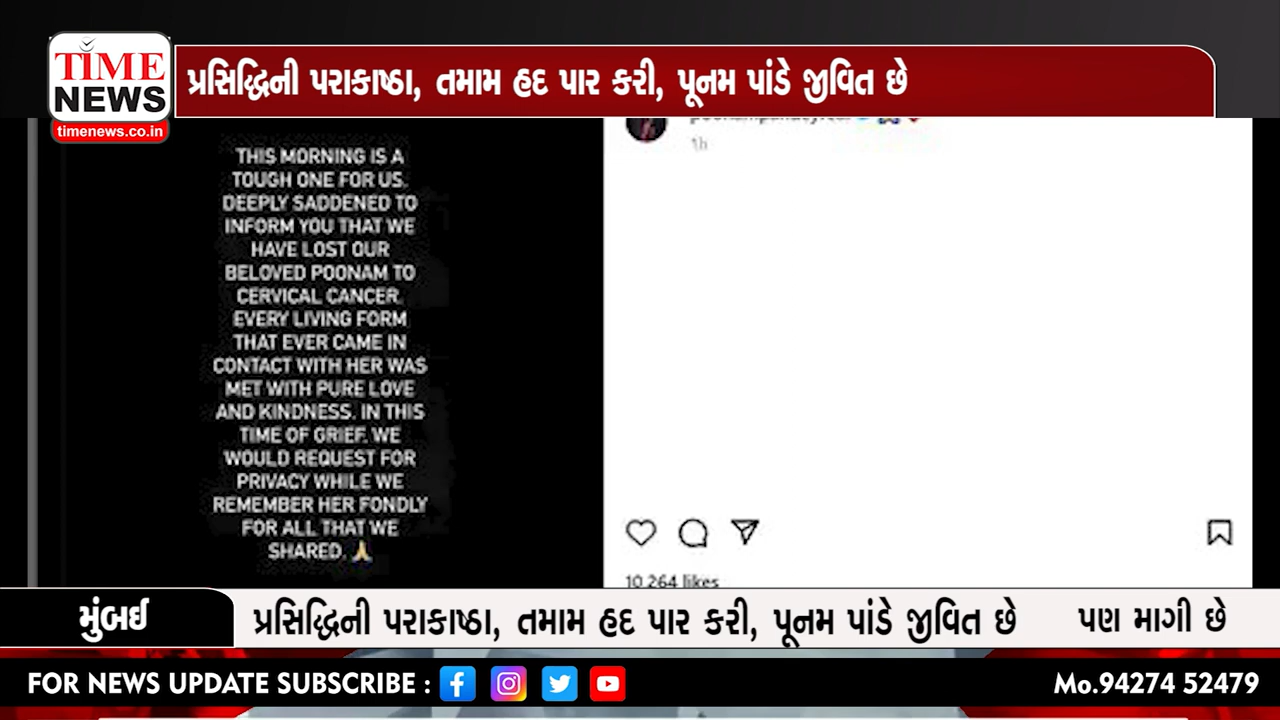 TIME
NEWS
timenews.co.in
પ્રસિદ્ધિની પરાકાષ્ઠા, તમામ હદ પાર કરી, પૂનમ પાંડે જીવિત છે
1h
THIS MORNING IS A
TOUGH ONE FOR US.
DEEPLY SADDENED TO
INFORM YOU THAT WE
HAVE LOST OUR
BELOVED POONAM TO
CERVICAL CANCER.
EVERY LIVING FORM
THAT EVER CAME IN
CONTACT WITH HER WAS
MET WITH PURE LOVE
AND KINDNESS. IN THIS
TIME OF GRIEF, WE
WOULD REQUEST FOR
PRIVACY WHILE WE
REMEMBER HER FONDLY
FOR ALL THAT WE
SHARED. 🙏
10,264 likes
મુંબઈ
પ્રસિદ્ધિની પરાકાષ્ઠા, તમામ હદ પાર કરી, પૂનમ પાંડે જીવિત છે પણ માગી છે
FOR NEWS UPDATE SUBSCRIBE :
Mo.94274 52479